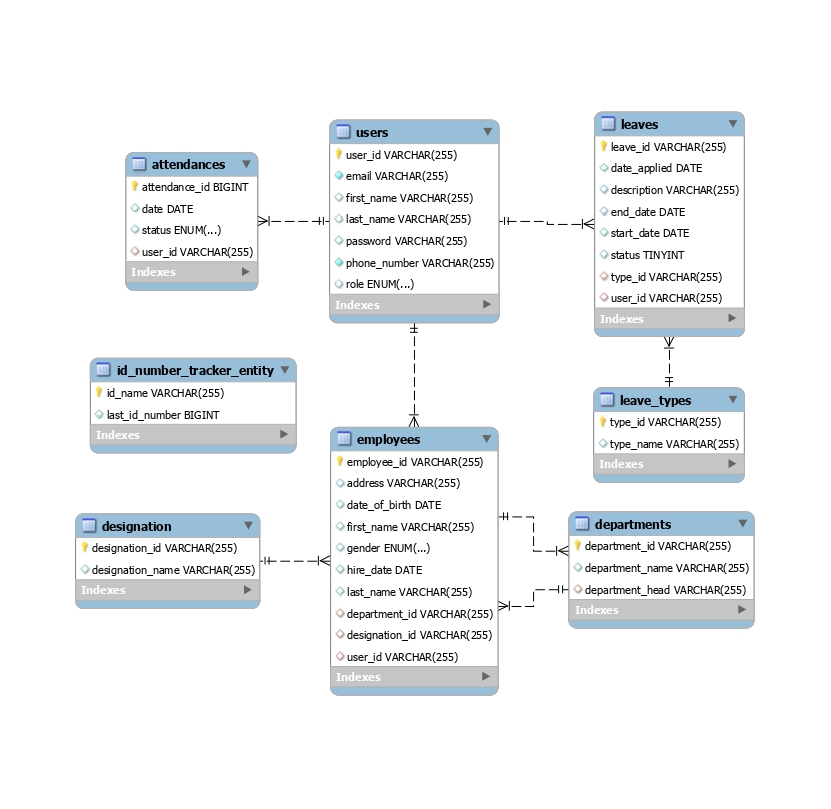 attendances
attendance_id BIGINT
date DATE
status ENUM(...)
user_id VARCHAR(255)
Indexes
users
user_id VARCHAR(255)
email VARCHAR(255)
first_name VARCHAR(255)
last_name VARCHAR(255)
password VARCHAR(255)
phone_number VARCHAR(255)
role ENUM(...)
Indexes
leaves
leave_id VARCHAR(255)
date_applied DATE
description VARCHAR(255)
end_date DATE
start_date DATE
status TINYINT
type_id VARCHAR(255)
user_id VARCHAR(255)
Indexes
id_number_tracker_entity
id_name VARCHAR(255)
last_id_number BIGINT
Indexes
leave_types
type_id VARCHAR(255)
type_name VARCHAR(255)
Indexes
designation
designation_id VARCHAR(255)
designation_name VARCHAR(255)
Indexes
employees
employee_id VARCHAR(255)
address VARCHAR(255)
date_of_birth DATE
first_name VARCHAR(255)
gender ENUM(...)
hire_date DATE
last_name VARCHAR(255)
department_id VARCHAR(255)
designation_id VARCHAR(255)
user_id VARCHAR(255)
Indexes
departments
department_id VARCHAR(255)
department_name VARCHAR(255)
department_head VARCHAR(255)
Indexes